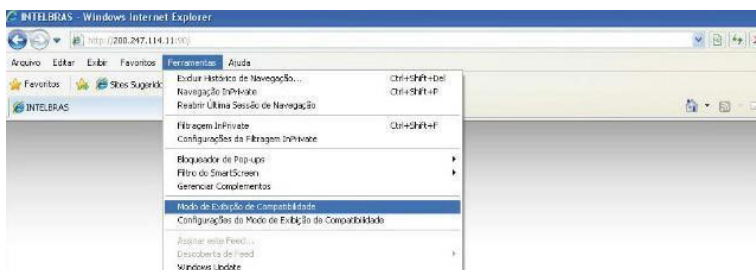 INTELBRAS - Windows Internet Explorer
http://200.247.114.11:90/
Arquivo Editar Exibir Favoritos Ferramentas Ajuda
Favoritos Sites Sugerido
INTELBRAS
Excluir Histórico de Navegação... Ctrl+Shift+Del
Navegação InPrivate Ctrl+Shift+P
Reabrir Última Sessão de Navegação
Filtragem InPrivate Ctrl+Shift+F
Configurações da Filtragem InPrivate
Bloqueador de Pop-ups
Filtro do SmartScreen
Gerenciar Complementos
Modo de Exibição de Compatibilidade
Configurações do Modo de Exibição de Compatibilidade
Assinar este Feed...
Descoberta de Feed
Windows Update